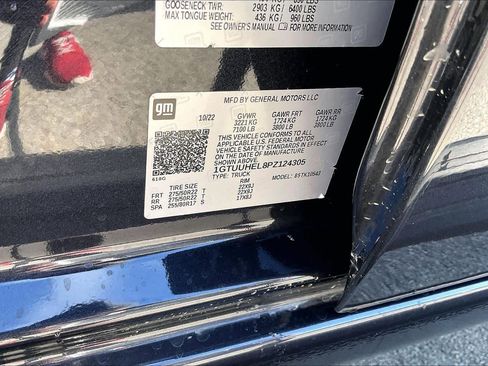 GOOSENECK TWR: 2903 KG / 6400 LBS
MAX TONGUE WEIGHT: 436 KG / 960 LBS
SEE OWNER'S MANUAL FOR MORE INFORMATION
gm
MFD BY GENERAL MOTORS LLC
10/22 GVWR GAWR FRT GAWR RR
3221 KG 1724 KG 1724 KG
7100 LB 3800 LB 3800 LB
THIS VEHICLE CONFORMS TO ALL
APPLICABLE U.S. FEDERAL MOTOR
VEHICLE SAFETY STANDARDS IN EFFECT ON THE
DATE OF MANUFACTURE SHOWN ABOVE.
1GTUUHEL8PZ124305
TYPE: TRUCK
TIRE SIZE RIM
FRT 275/50R22 T 22X9J
RR 275/50R22 T 22X9J
SPA 255/80R17 S 17X8J